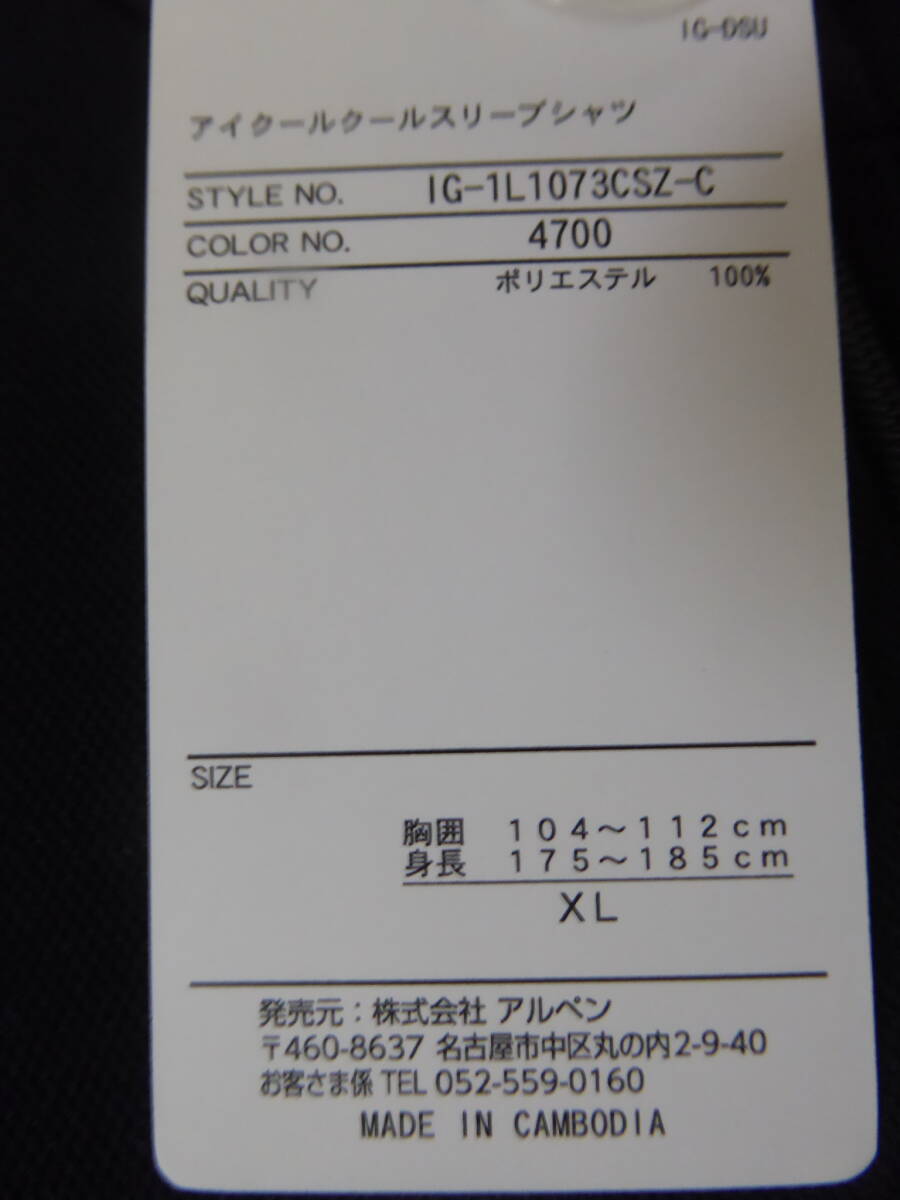 IG-DSU
アイクールクールスリーブシャツ
STYLE NO. IG-1L1073CSZ-C
COLOR NO. 4700
QUALITY ポリエステル 100%
SIZE
胸囲 104～112cm
身長 175～185cm
XL
発売元：株式会社 アルペン
〒460-8637 名古屋市中区丸の内2-9-40
お客さま係 TEL 052-559-0160
MADE IN CAMBODIA